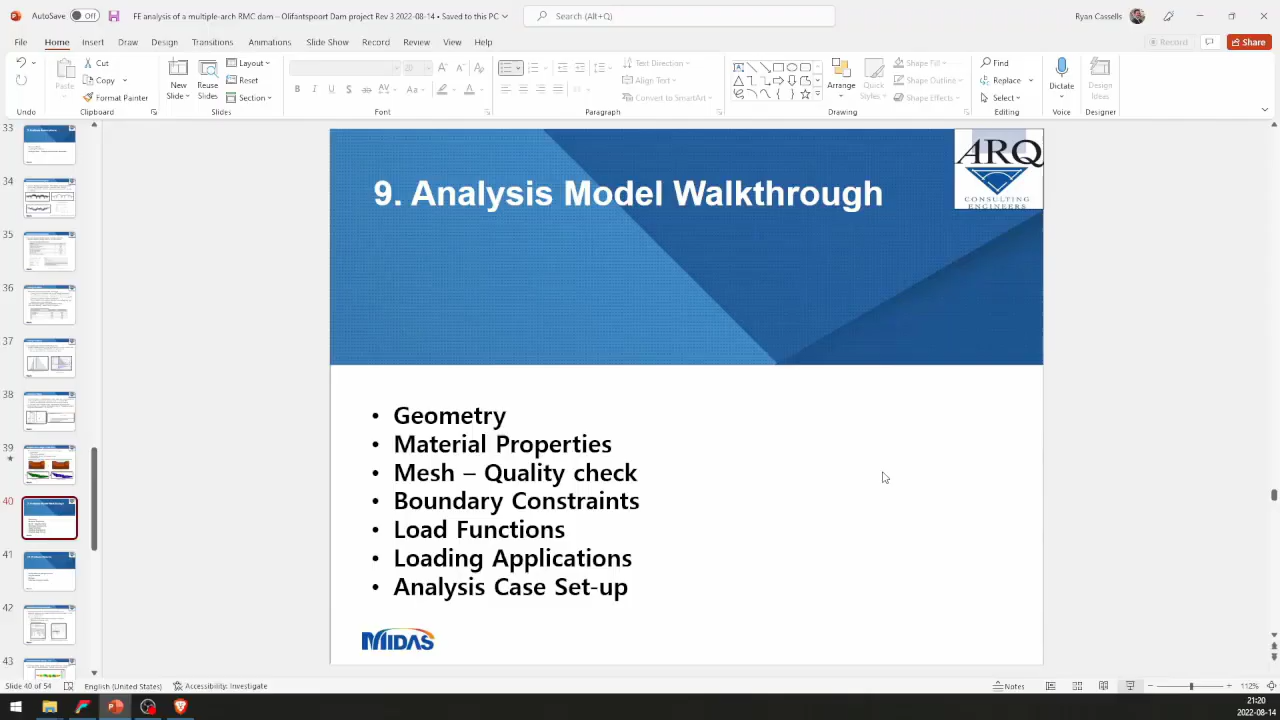 AutoSave Off FE analysis of a multiple-arch RMC dam – Olifantspoort Dam project Rev 3 2022-08-14 • Saved to this PC Search (Alt+Q) Ryan Cassells
File Home Insert Draw Design Transitions Animations Slide Show Record Review View Help Record Share
Cut
Copy
Format Painter
Paste
New Slide
Reuse Slides
Layout
Reset
Section
Text Direction
Align Text
Convert to SmartArt
Arrange
Quick Styles
Shape Fill
Shape Outline
Shape Effects
Find
Replace
Select
Dictate
Design Ideas
Undo Clipboard Slides Font Paragraph Drawing Editing Voice Designer
9. Analysis Model Walkthrough
ARQ
CONSULTING
ENGINEERS
• Geometry
• Material Properties
• Mesh – Quality check
• Boundary Constraints
• Load Functions
• Loading Applications
• Analysis Case Set-up
MIDAS
35
36
37
39
40
41
Slide 40 of 54 English (United States) Accessibility: Investigate Notes 112%
21:20
2022-08-14